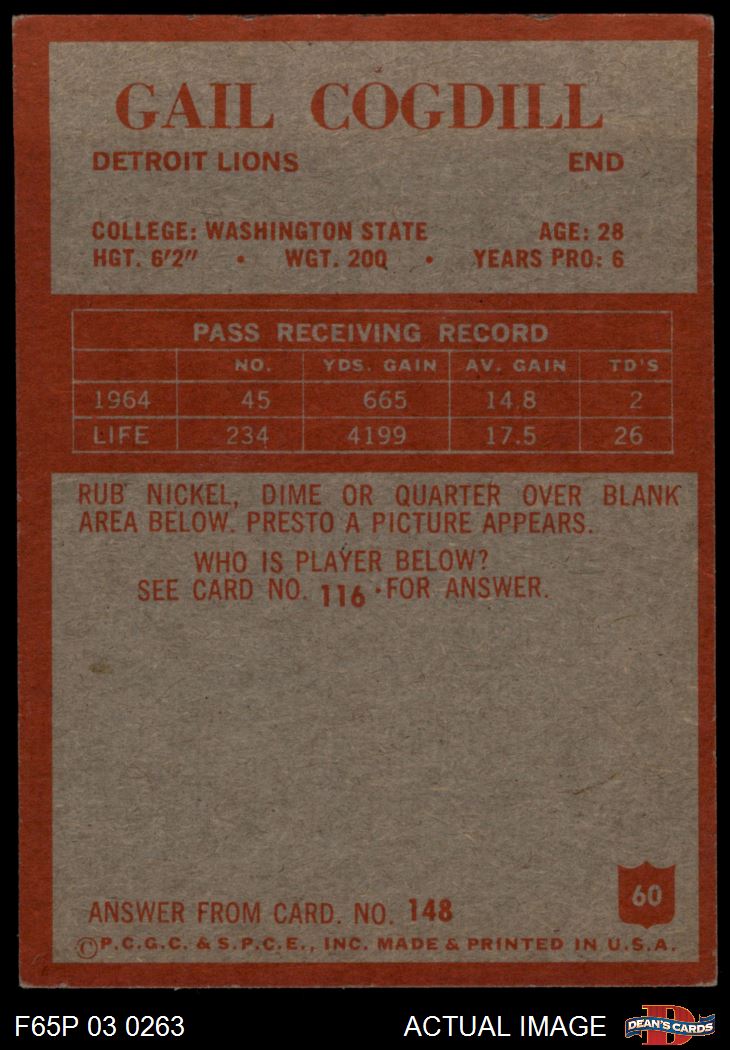 GAIL COGDILL
DETROIT LIONS END
COLLEGE: WASHINGTON STATE AGE: 28
HGT. 6'2" • WGT. 200 • YEARS PRO: 6
PASS RECEIVING RECORD
NO. YDS. GAIN AV. GAIN TD'S
1964 45 665 14.8 2
LIFE 234 4199 17.5 26
RUB NICKEL, DIME OR QUARTER OVER BLANK
AREA BELOW. PRESTO A PICTURE APPEARS.
WHO IS PLAYER BELOW?
SEE CARD NO. 116 FOR ANSWER.
60
ANSWER FROM CARD. NO. 148
©P.C.G.C. & S.P.C.E., INC. MADE & PRINTED IN U.S.A.
F65P 03 0263 ACTUAL IMAGE D DEAN'S CARDS